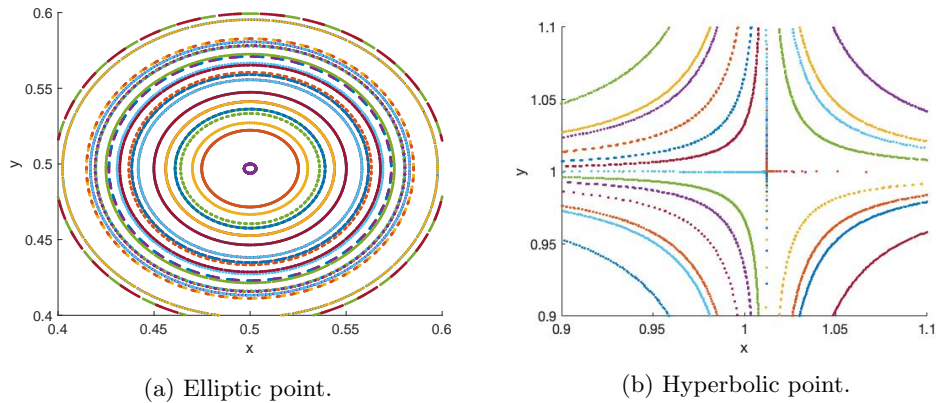 0.6
0.55
0.5
0.45
0.4
y
0.4 0.45 0.5 0.55 0.6
x
(a) Elliptic point.
1.1
1.05
1
0.95
0.9
y
0.9 0.95 1 1.05 1.1
x
(b) Hyperbolic point.